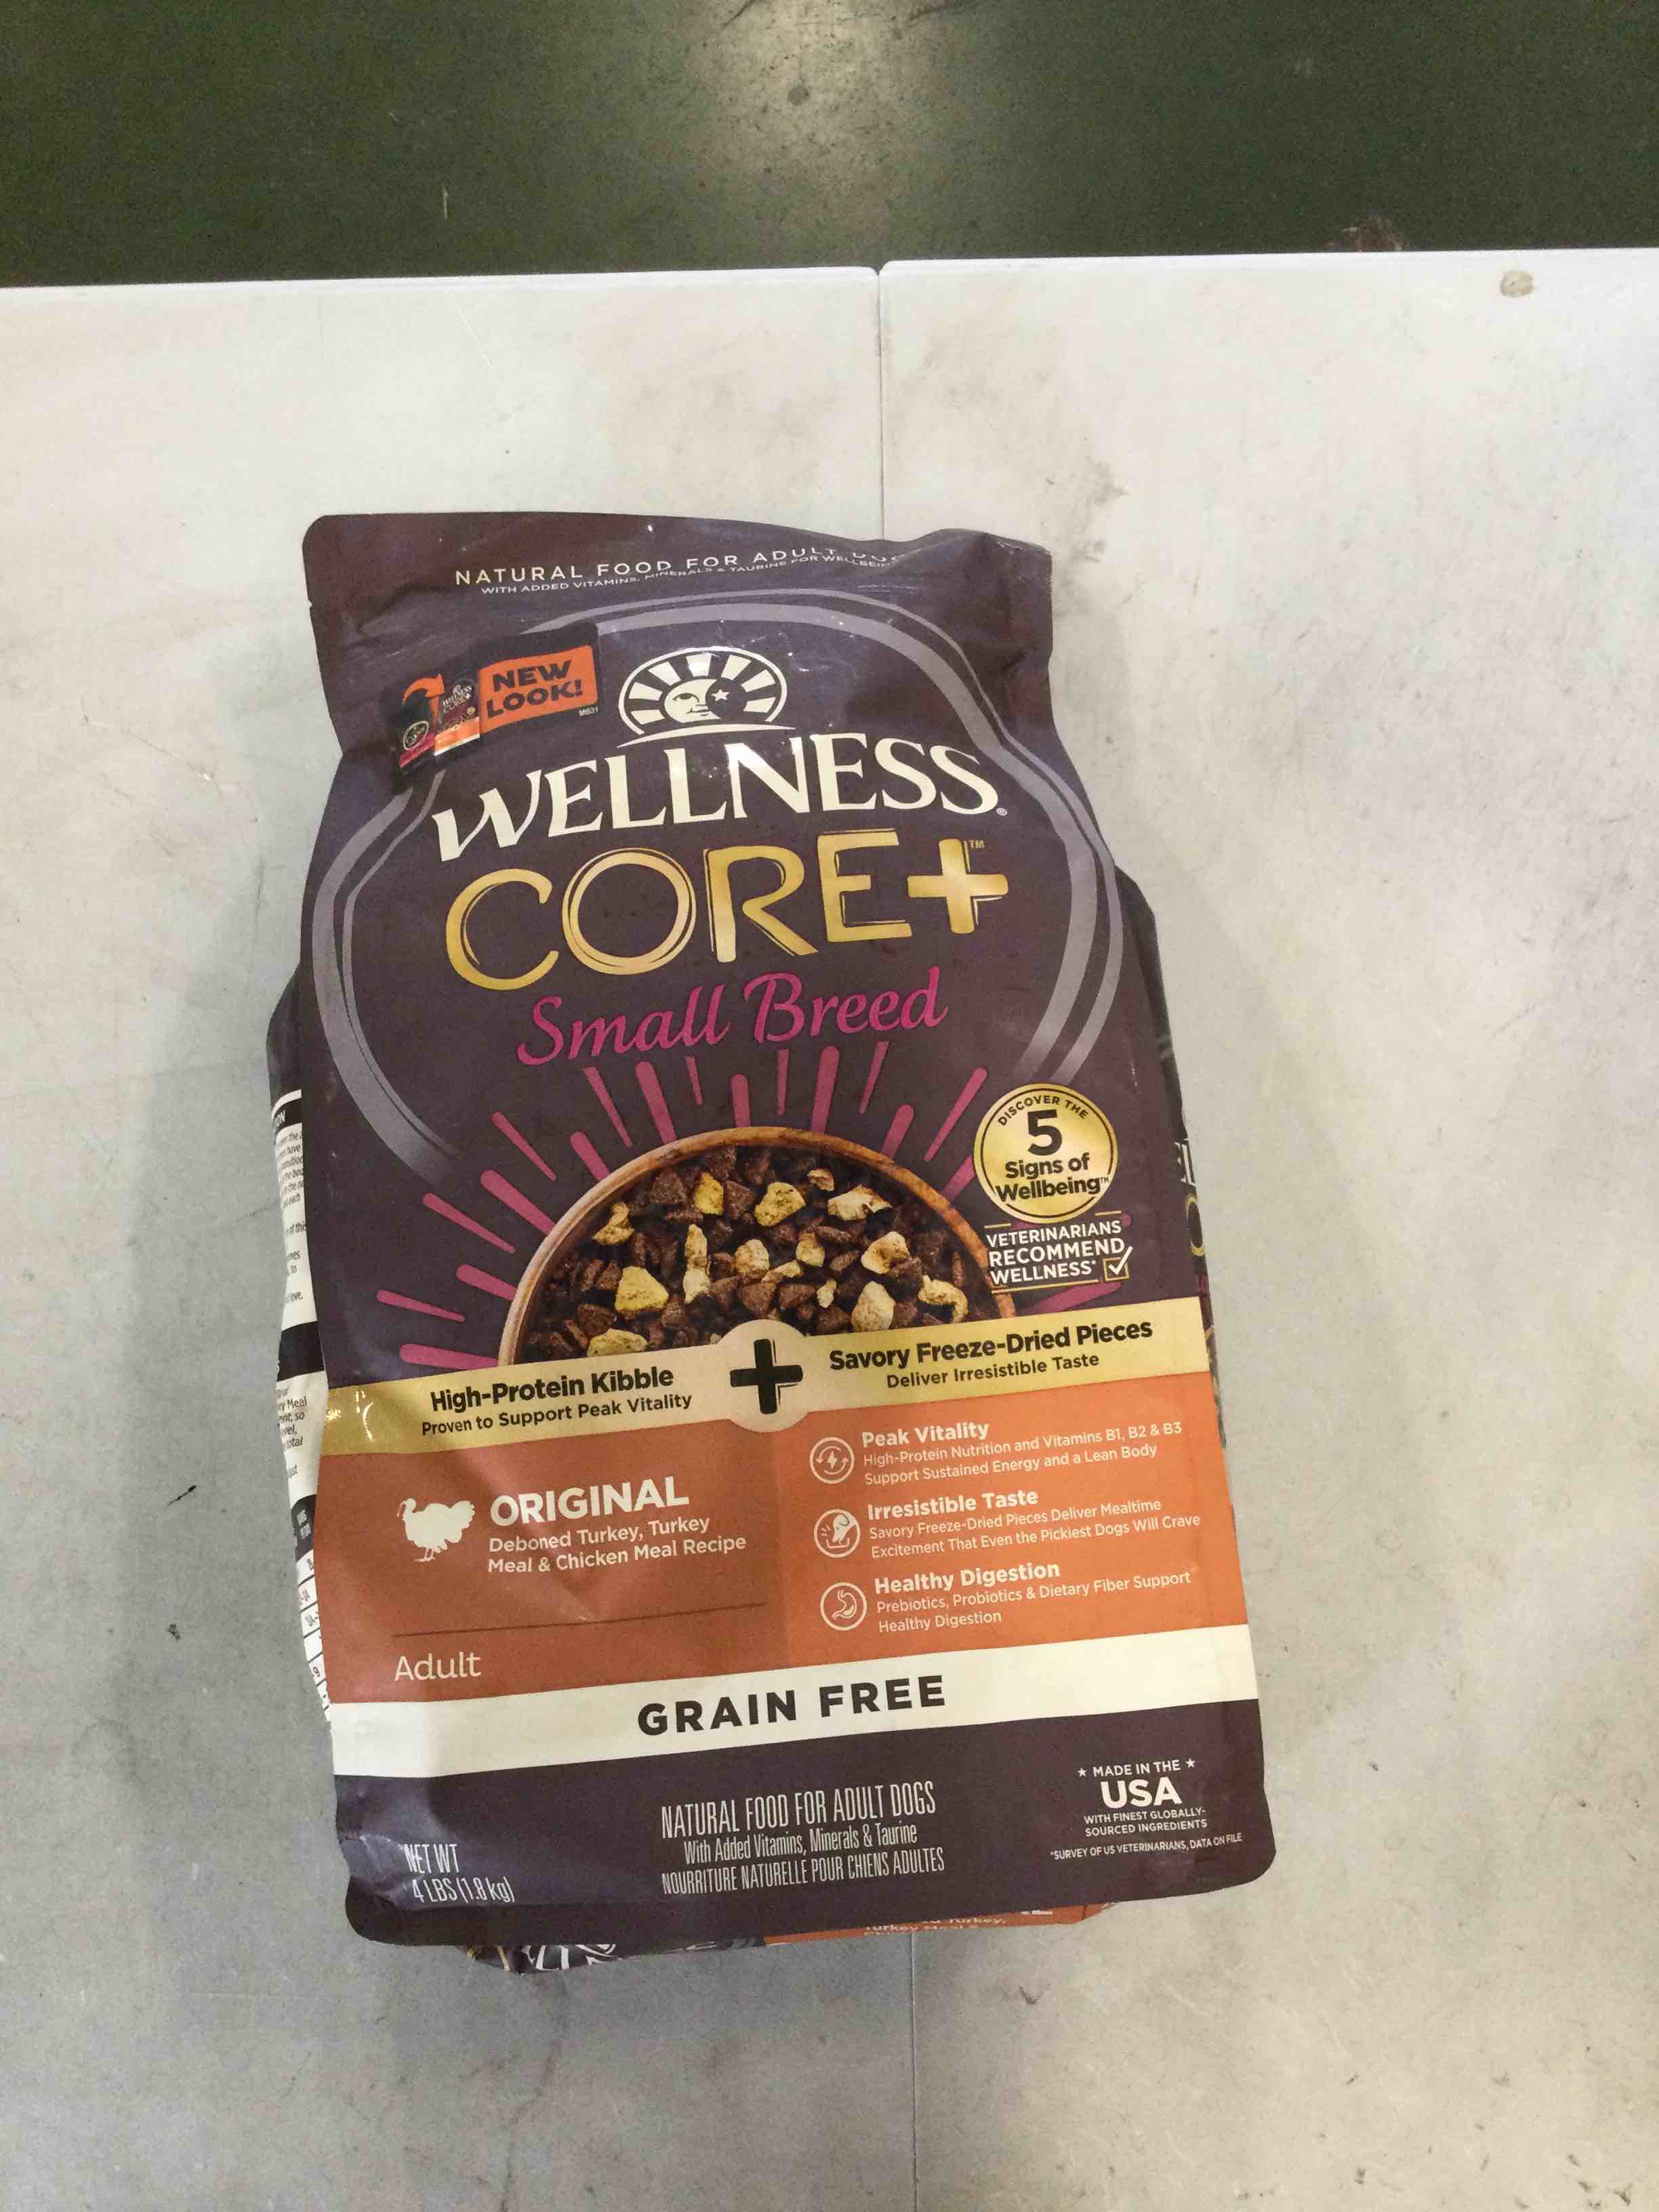 NATURAL FOOD FOR ADULT
WITH ADDED VITAMINS, MINERALS & TAURINE FOR WELLBEING
NEW
LOOK!
M031
WELLNESS®
CORE+™
Small Breed
DISCOVER THE
5
Signs of
Wellbeing™
VETERINARIANS
RECOMMEND
WELLNESS*
High-Protein Kibble
Proven to Support Peak Vitality
+
Savory Freeze-Dried Pieces
Deliver Irresistible Taste
ORIGINAL
Deboned Turkey, Turkey
Meal & Chicken Meal Recipe
Adult
Peak Vitality
High-Protein Nutrition and Vitamins B1, B2 & B3
Support Sustained Energy and a Lean Body
Irresistible Taste
Savory Freeze-Dried Pieces Deliver Mealtime
Excitement That Even the Pickiest Dogs Will Crave
Healthy Digestion
Prebiotics, Probiotics & Dietary Fiber Support
Healthy Digestion
GRAIN FREE
NET WT
4 LBS (1.8 kg)
NATURAL FOOD FOR ADULT DOGS
With Added Vitamins, Minerals & Taurine
NOURRITURE NATURELLE POUR CHIENS ADULTES
★ MADE IN THE ★
USA
WITH FINEST GLOBALLY-
SOURCED INGREDIENTS
*SURVEY OF US VETERINARIANS, DATA ON FILE